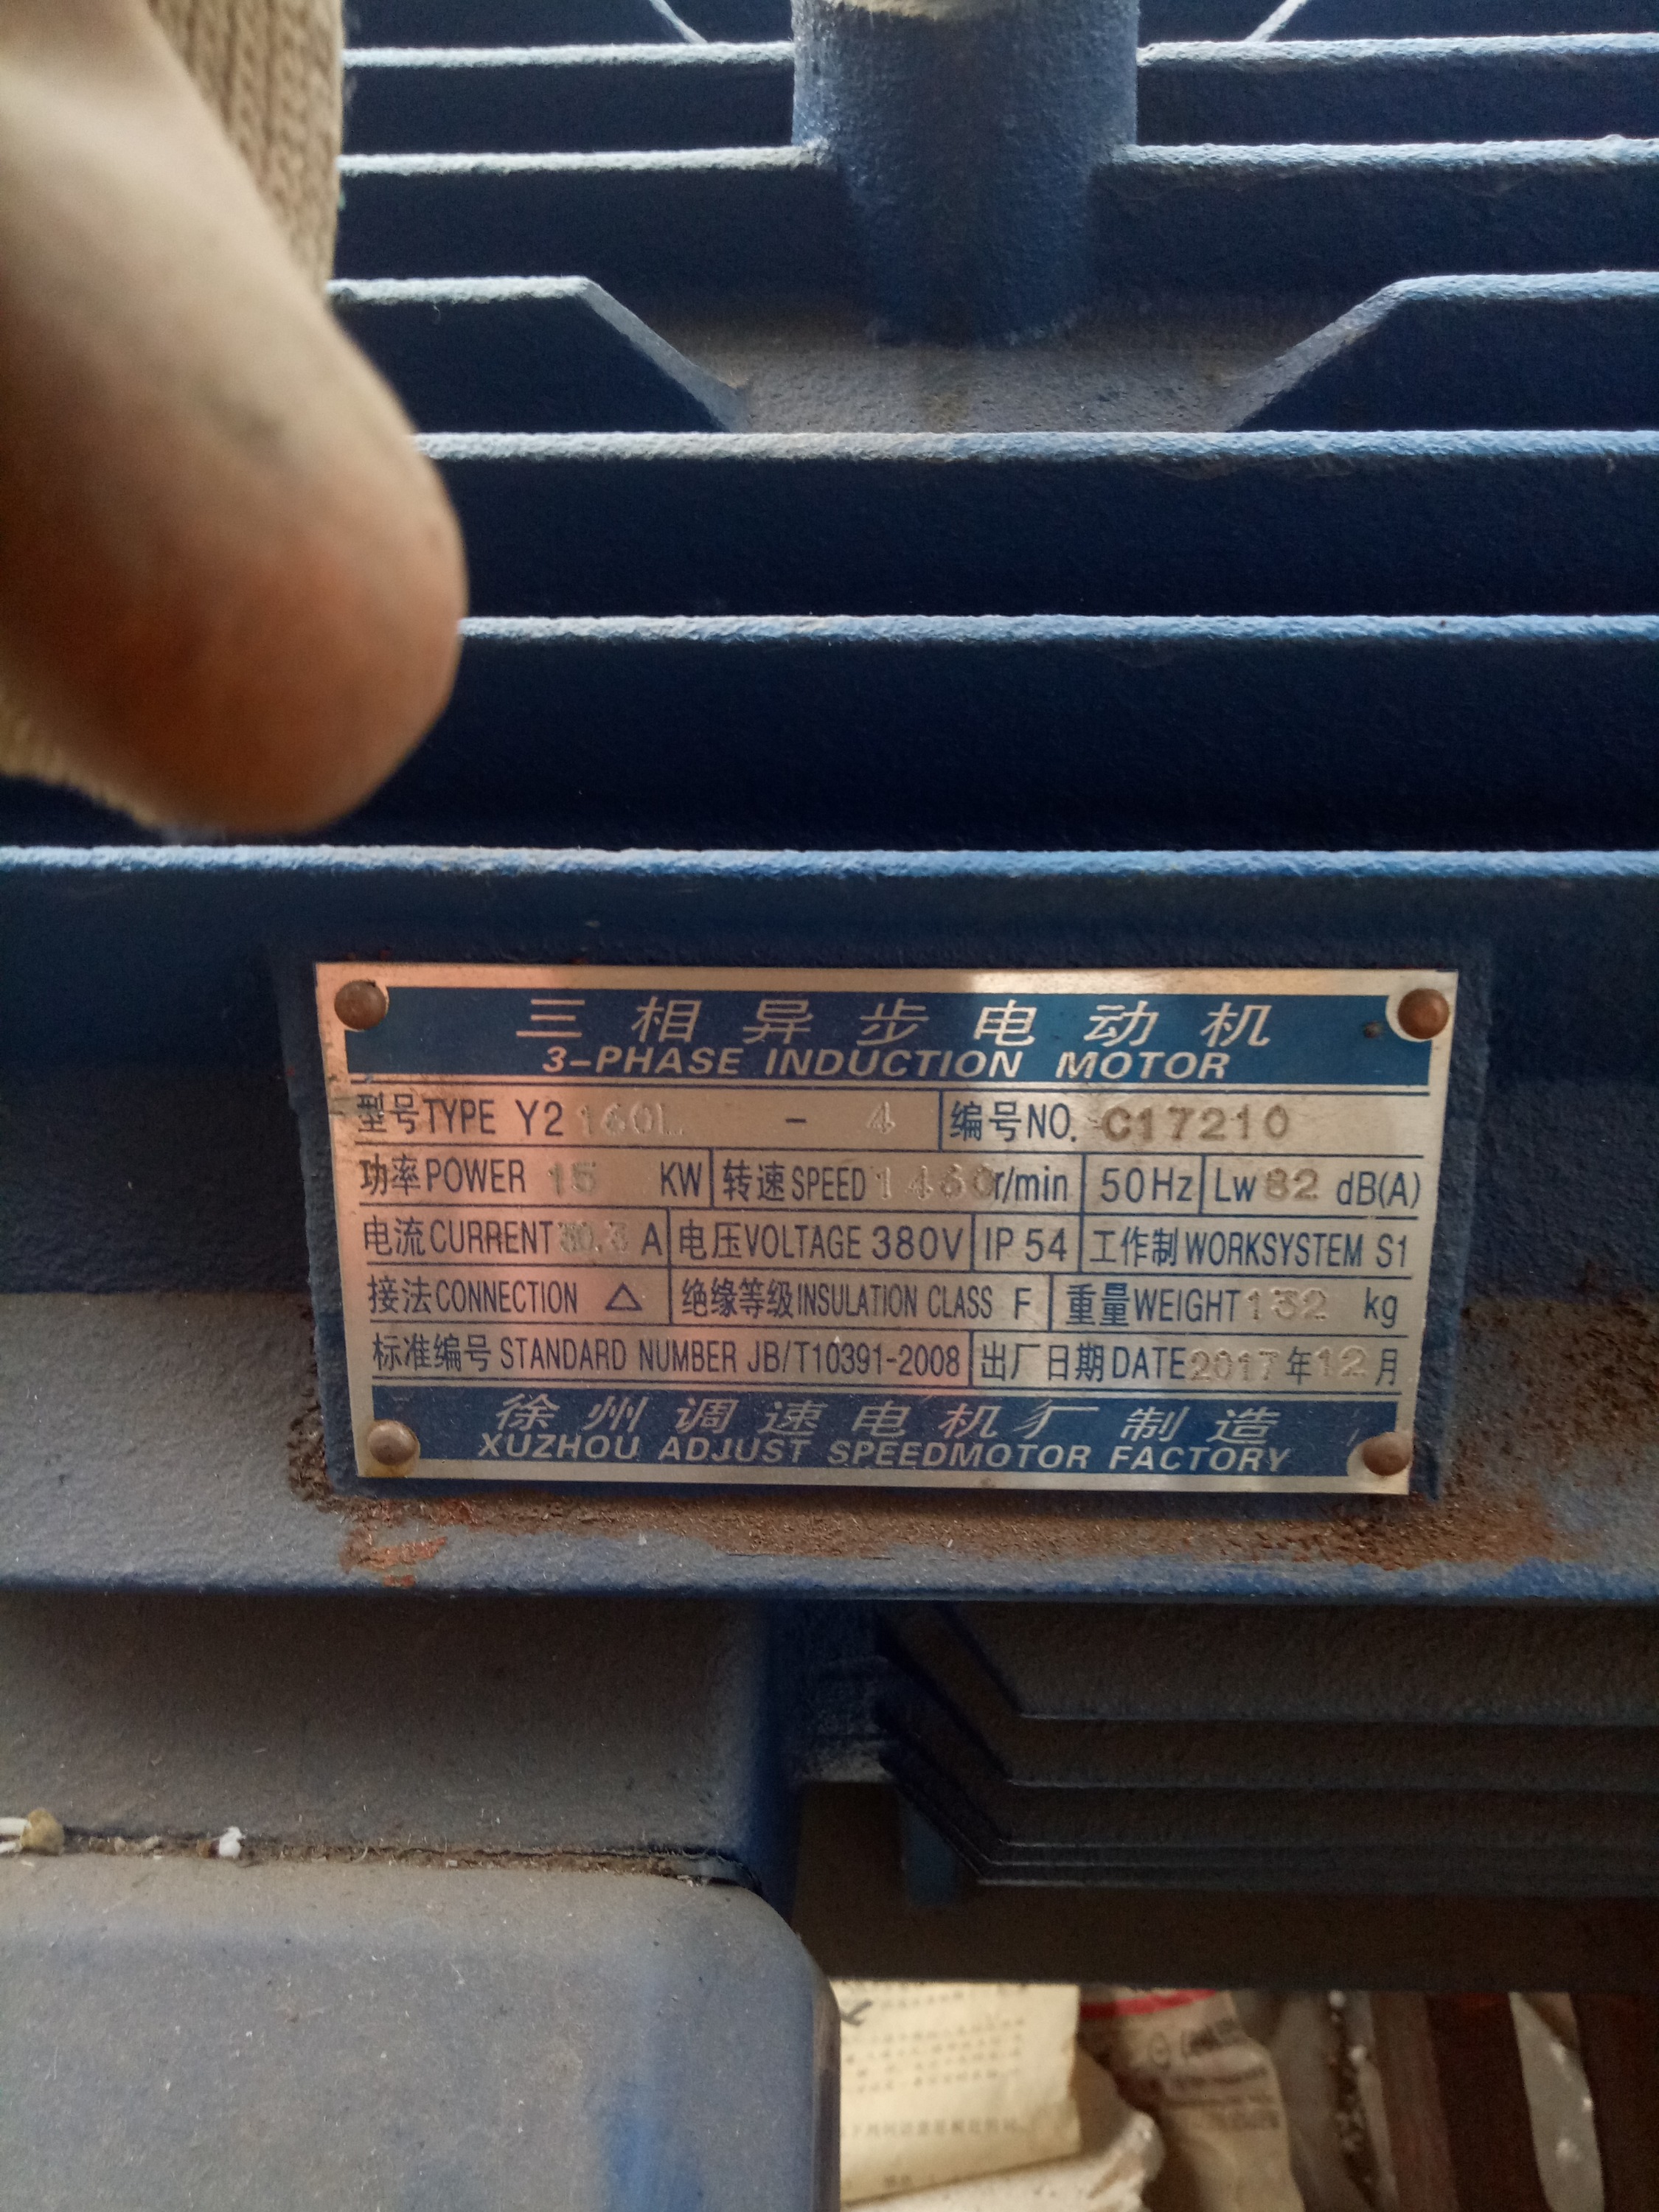 三相异步电动机
3-PHASE INDUCTION MOTOR
型号TYPE Y2 160L - 4 编号NO. C17210
功率POWER 15 KW 转速SPEED 1460r/min 50Hz Lw 82 dB(A)
电流CURRENT 30.3 A 电压VOLTAGE 380V IP 54 工作制WORKSYSTEM S1
接法CONNECTION △ 绝缘等级INSULATION CLASS F 重量WEIGHT 132 kg
标准编号 STANDARD NUMBER JB/T10391-2008 出厂日期DATE 2017年12月
徐州调速电机厂制造
XUZHOU ADJUST SPEEDMOTOR FACTORY